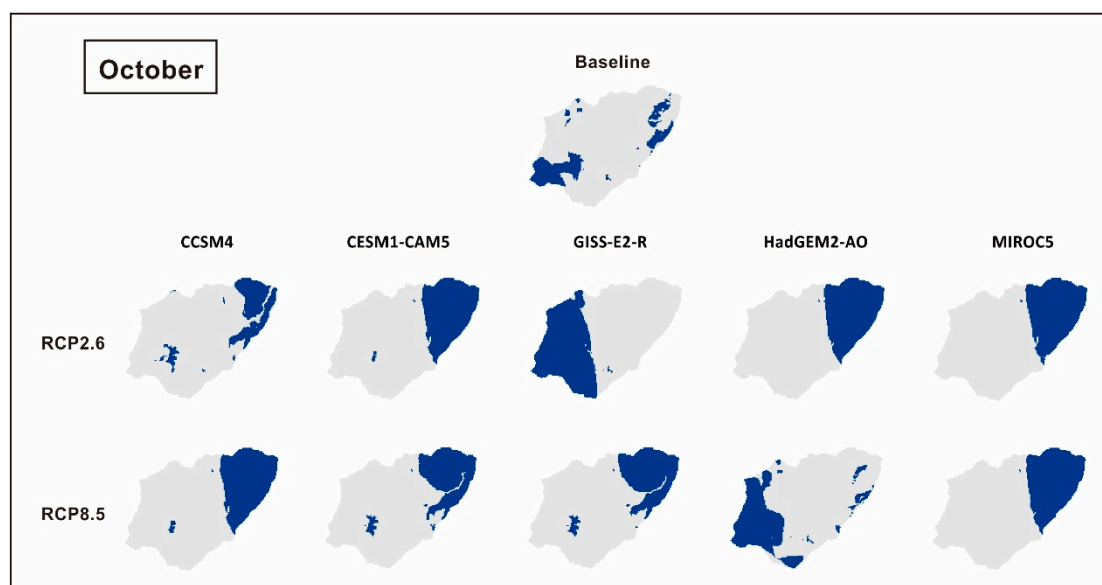 October
Baseline
CCSM4 CESM1-CAM5 GISS-E2-R HadGEM2-AO MIROC5
RCP2.6
RCP8.5